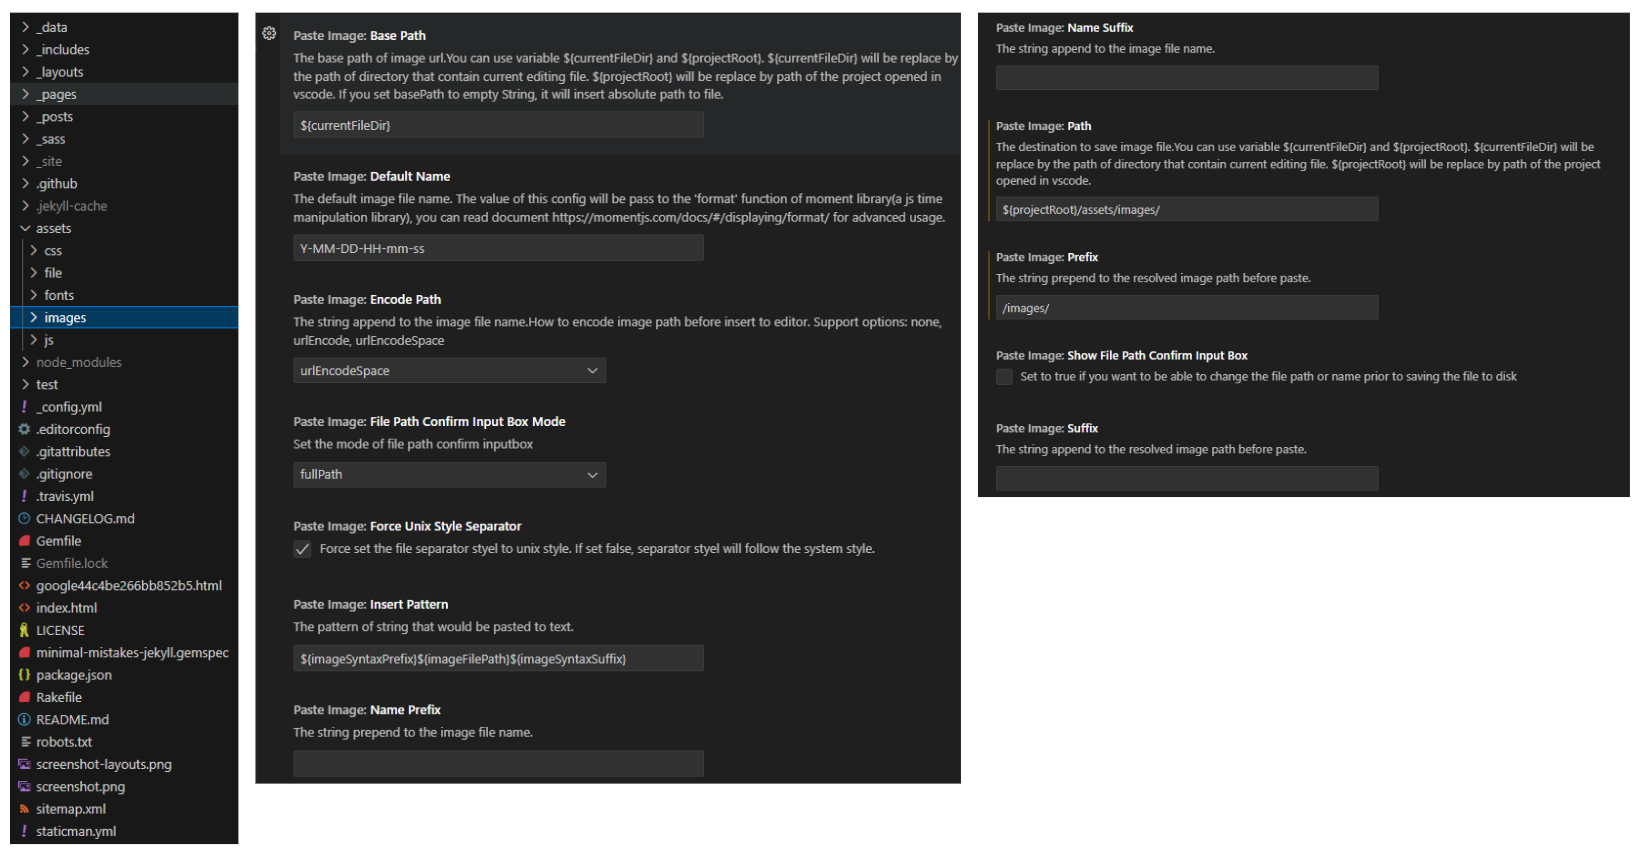 _data
_includes
_layouts
_pages
_posts
_sass
_site
.github
.jekyll-cache
assets
css
file
fonts
images
js
node_modules
test
_config.yml
.editorconfig
.gitattributes
.gitignore
.travis.yml
CHANGELOG.md
Gemfile
Gemfile.lock
google44c4be266bb852b5.html
index.html
LICENSE
minimal-mistakes-jekyll.gemspec
package.json
Rakefile
README.md
robots.txt
screenshot-layouts.png
screenshot.png
sitemap.xml
staticman.yml
Paste Image: Base Path
The base path of image url.You can use variable ${currentFileDir} and ${projectRoot}. ${currentFileDir} will be replace by
the path of directory that contain current editing file. ${projectRoot} will be replace by path of the project opened in
vscode. If you set basePath to empty String, it will insert absolute path to file.
${currentFileDir}
Paste Image: Default Name
The default image file name. The value of this config will be pass to the 'format' function of moment library(a js time
manipulation library), you can read document https://momentjs.com/docs/#/displaying/format/ for advanced usage.
Y-MM-DD-HH-mm-ss
Paste Image: Encode Path
The string append to the image file name.How to encode image path before insert to editor. Support options: none,
urlEncode, urlEncodeSpace
urlEncodeSpace
Paste Image: File Path Confirm Input Box Mode
Set the mode of file path confirm inputbox
fullPath
Paste Image: Force Unix Style Separator
Force set the file separator styel to unix style. If set false, separator styel will follow the system style.
Paste Image: Insert Pattern
The pattern of string that would be pasted to text.
${imageSyntaxPrefix}${imageFilePath}${imageSyntaxSuffix}
Paste Image: Name Prefix
The string prepend to the image file name.
Paste Image: Name Suffix
The string append to the image file name.
Paste Image: Path
The destination to save image file.You can use variable ${currentFileDir} and ${projectRoot}. ${currentFileDir} will be
replace by the path of directory that contain current editing file. ${projectRoot} will be replace by path of the project
opened in vscode.
${projectRoot}/assets/images/
Paste Image: Prefix
The string prepend to the resolved image path before paste.
/images/
Paste Image: Show File Path Confirm Input Box
Set to true if you want to be able to change the file path or name prior to saving the file to disk
Paste Image: Suffix
The string append to the resolved image path before paste.